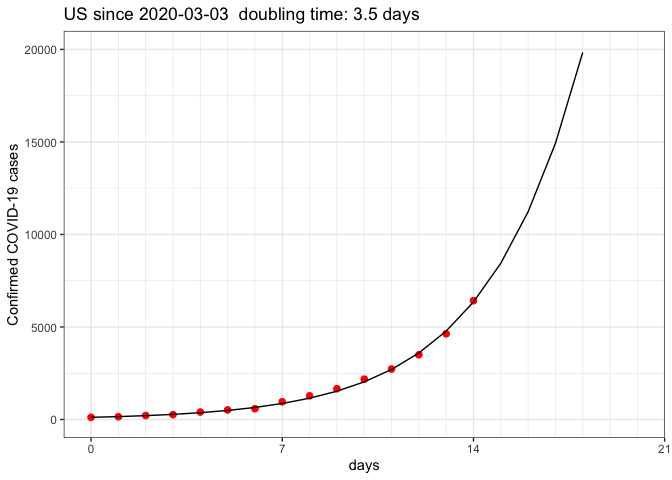 US since 2020-03-03  doubling time: 3.5 days
Confirmed COVID-19 cases
20000
15000
10000
5000
0
0 7 14 21
days